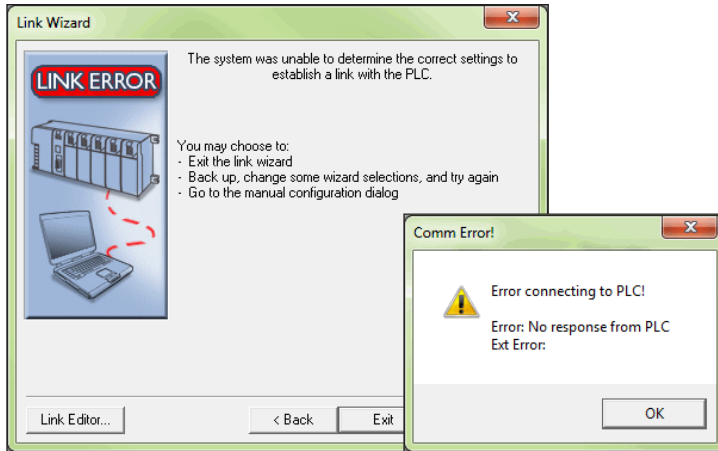 Link Wizard
LINK ERROR
The system was unable to determine the correct settings to
establish a link with the PLC.
You may choose to:
- Exit the link wizard
- Back up, change some wizard selections, and try again
- Go to the manual configuration dialog
Link Editor...
< Back
Exit
Comm Error!
Error connecting to PLC!
Error: No response from PLC
Ext Error:
OK